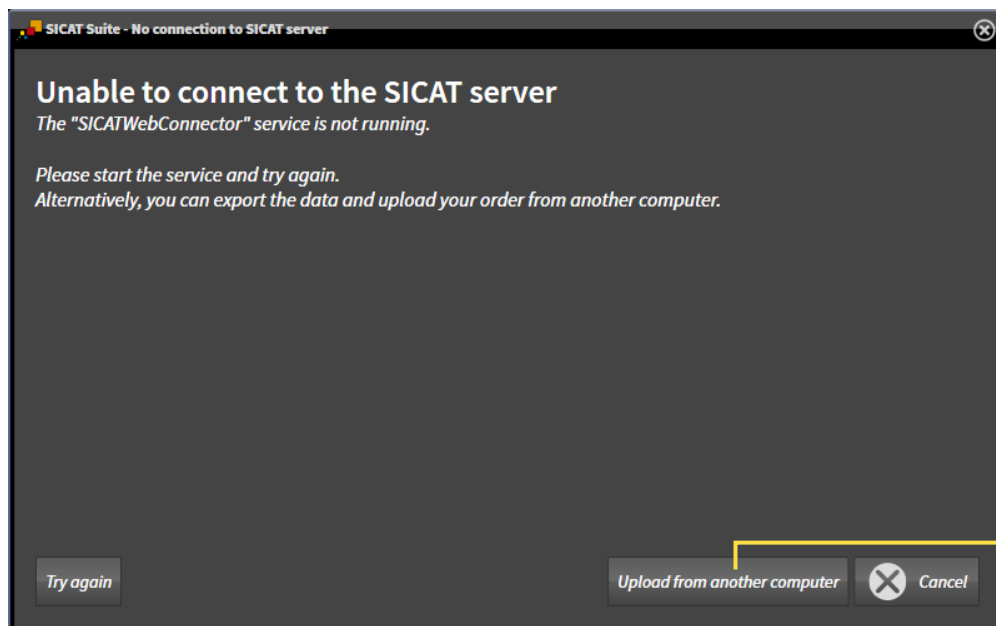 SICAT Suite - No connection to SICAT server
Unable to connect to the SICAT server
The "SICATWebConnector" service is not running.
Please start the service and try again.
Alternatively, you can export the data and upload your order from another computer.
Try again
Upload from another computer
Cancel